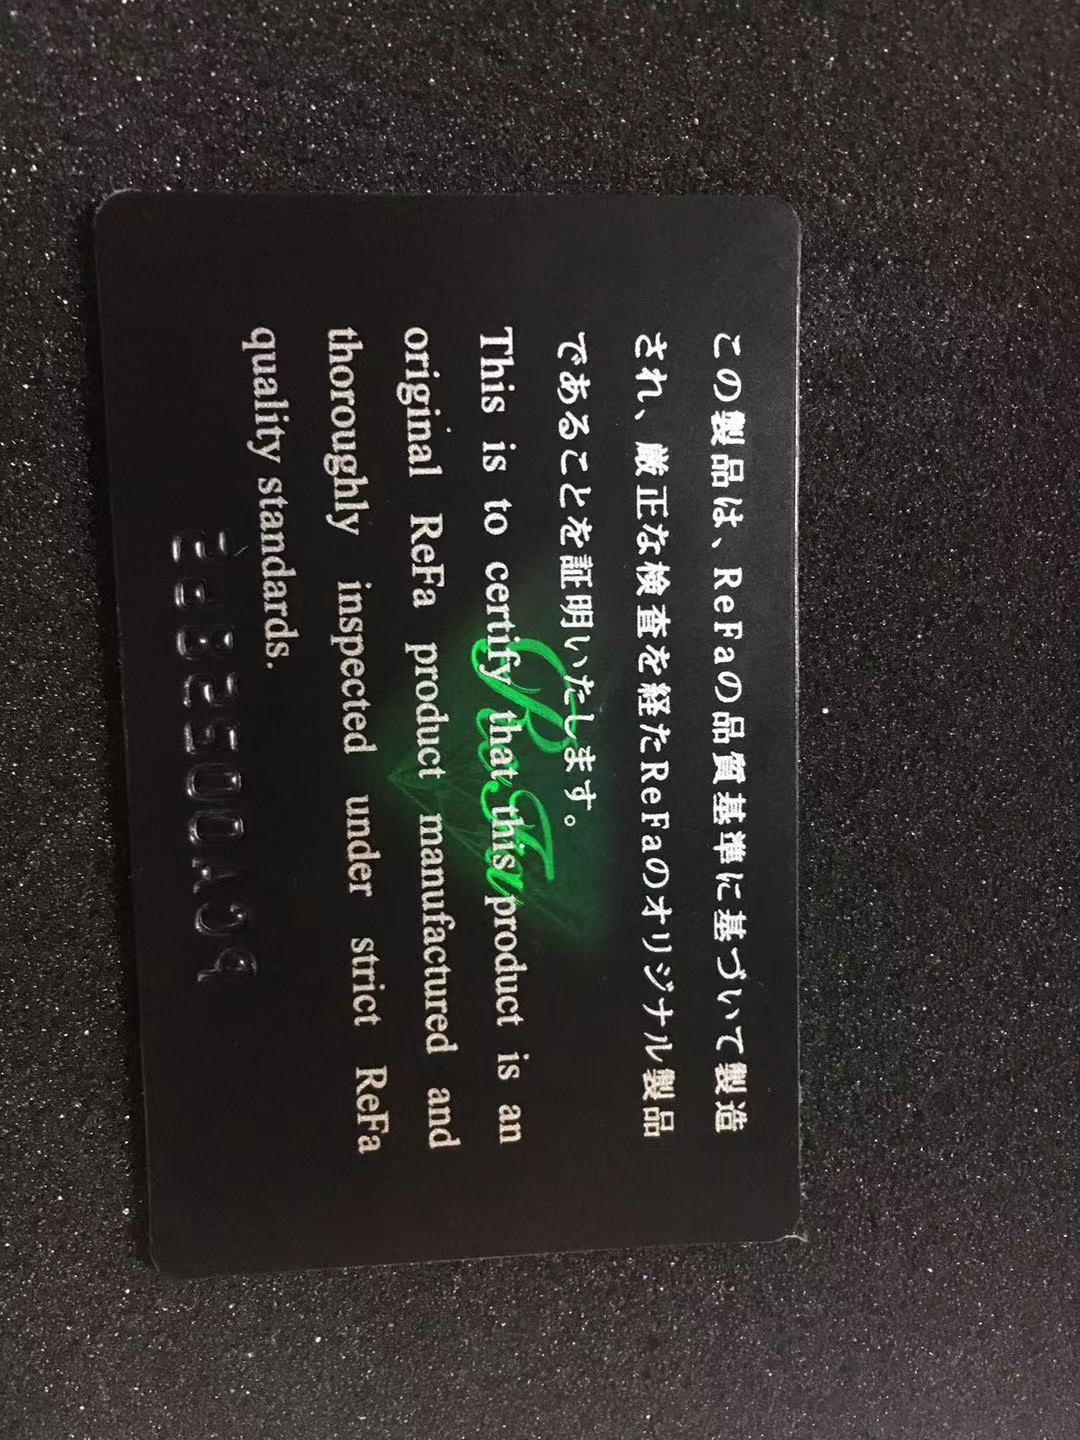 この製品は、ReFaの品質基準に基づいて製造
され、厳正な検査を経たReFaのオリジナル製品
であることを証明いたします。
This is to certify that this product is an
original ReFa product manufactured and
thoroughly inspected under strict ReFa
quality standards.
ReFa